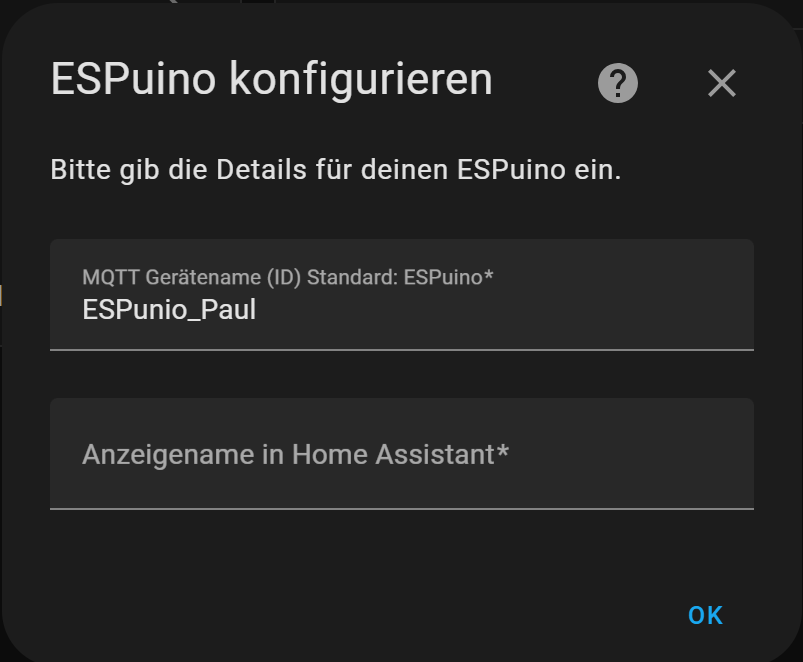 ESPuino konfigurieren
Bitte gib die Details für deinen ESPuino ein.
MQTT Gerätename (ID) Standard: ESPuino*
ESPunio_Paul
Anzeigename in Home Assistant*
OK